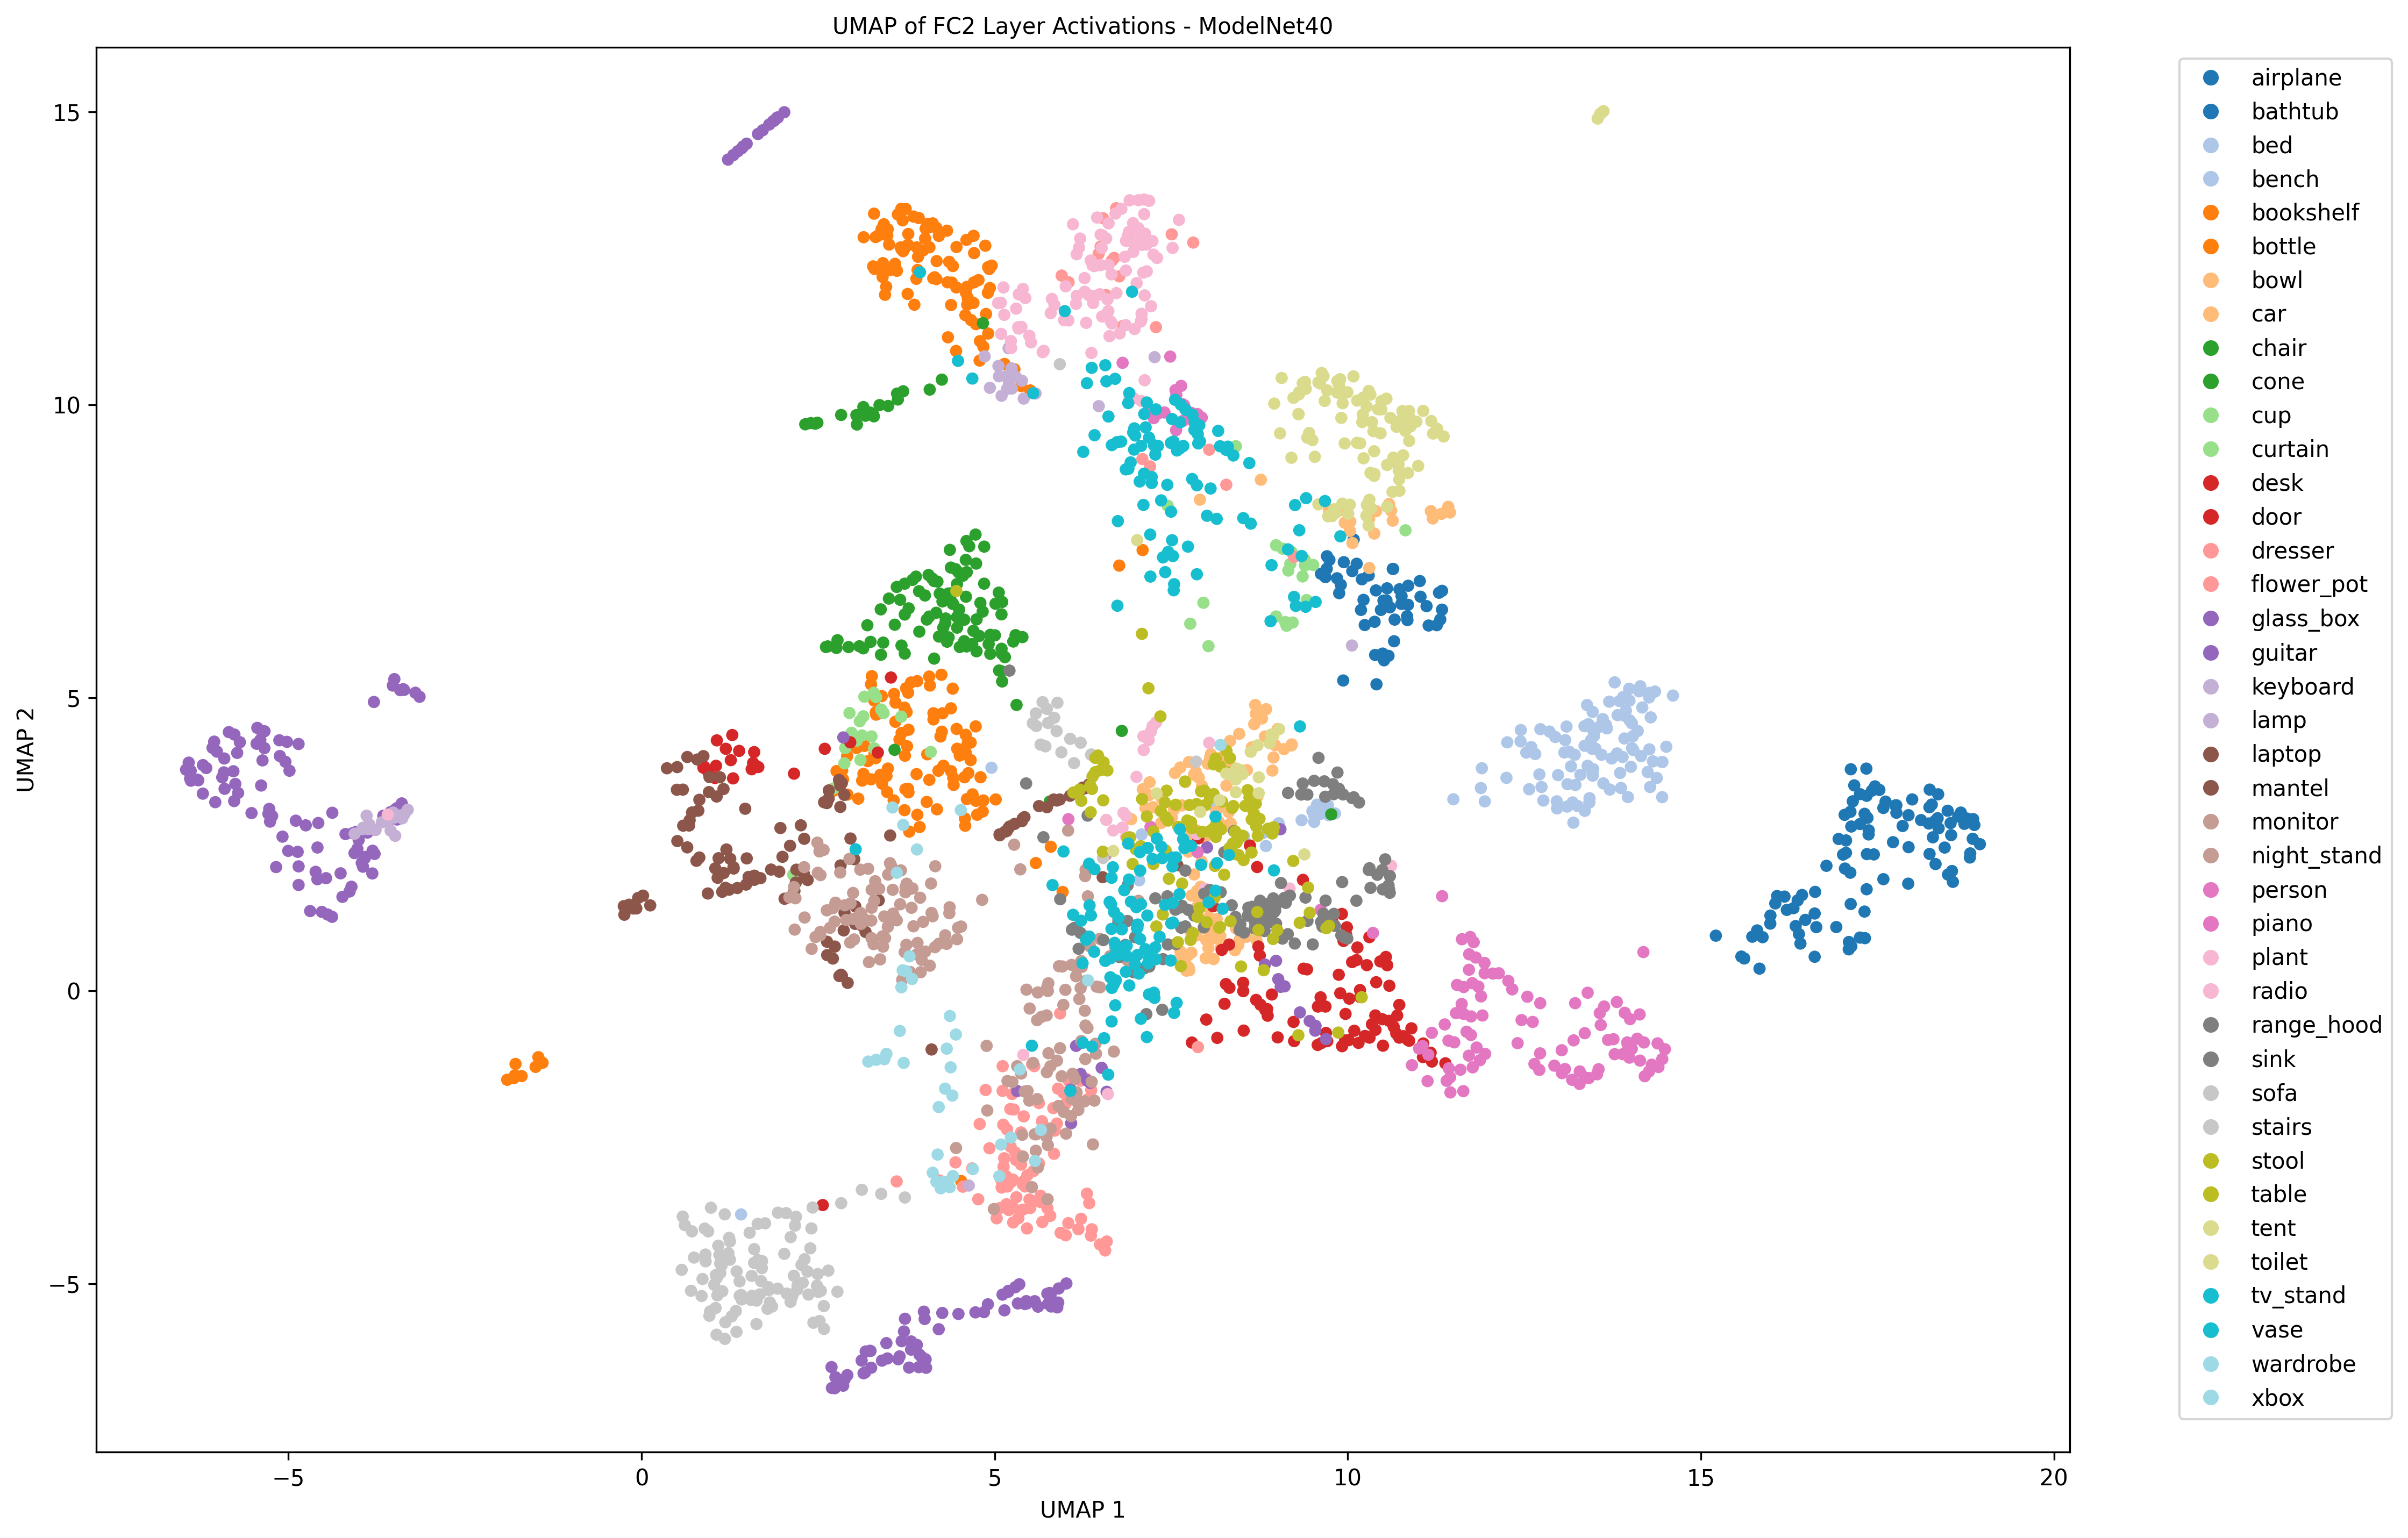 UMAP of FC2 Layer Activations - ModelNet40
15
10
5
0
−5
UMAP 2
−5
0
5
10
15
20
UMAP 1
airplane
bathtub
bed
bench
bookshelf
bottle
bowl
car
chair
cone
cup
curtain
desk
door
dresser
flower_pot
glass_box
guitar
keyboard
lamp
laptop
mantel
monitor
night_stand
person
piano
plant
radio
range_hood
sink
sofa
stairs
stool
table
tent
toilet
tv_stand
vase
wardrobe
xbox